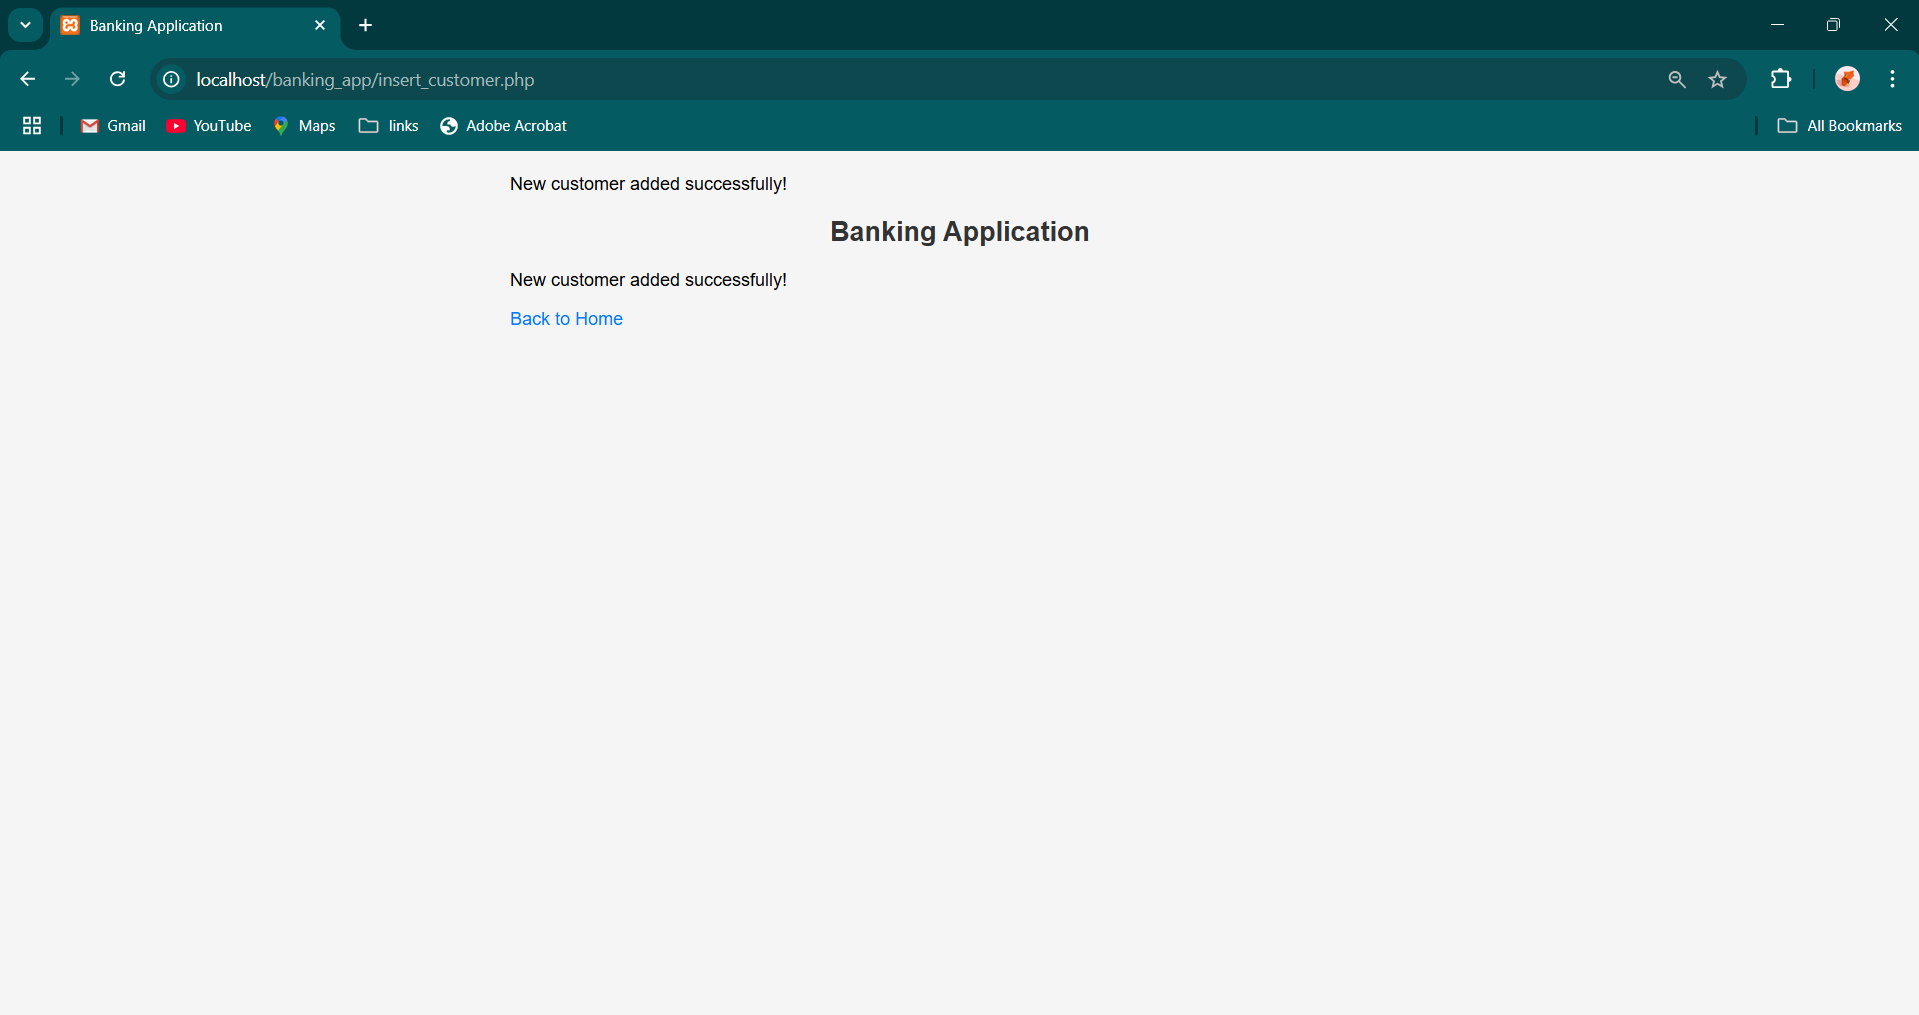 Banking Application
localhost/banking_app/insert_customer.php
Gmail YouTube Maps links Adobe Acrobat All Bookmarks
New customer added successfully!
Banking Application
New customer added successfully!
Back to Home